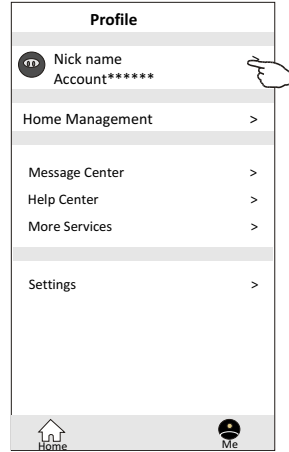 Profile
Nick name
Account******
Home Management >
Message Center >
Help Center >
More Services >
Settings >
Home Me